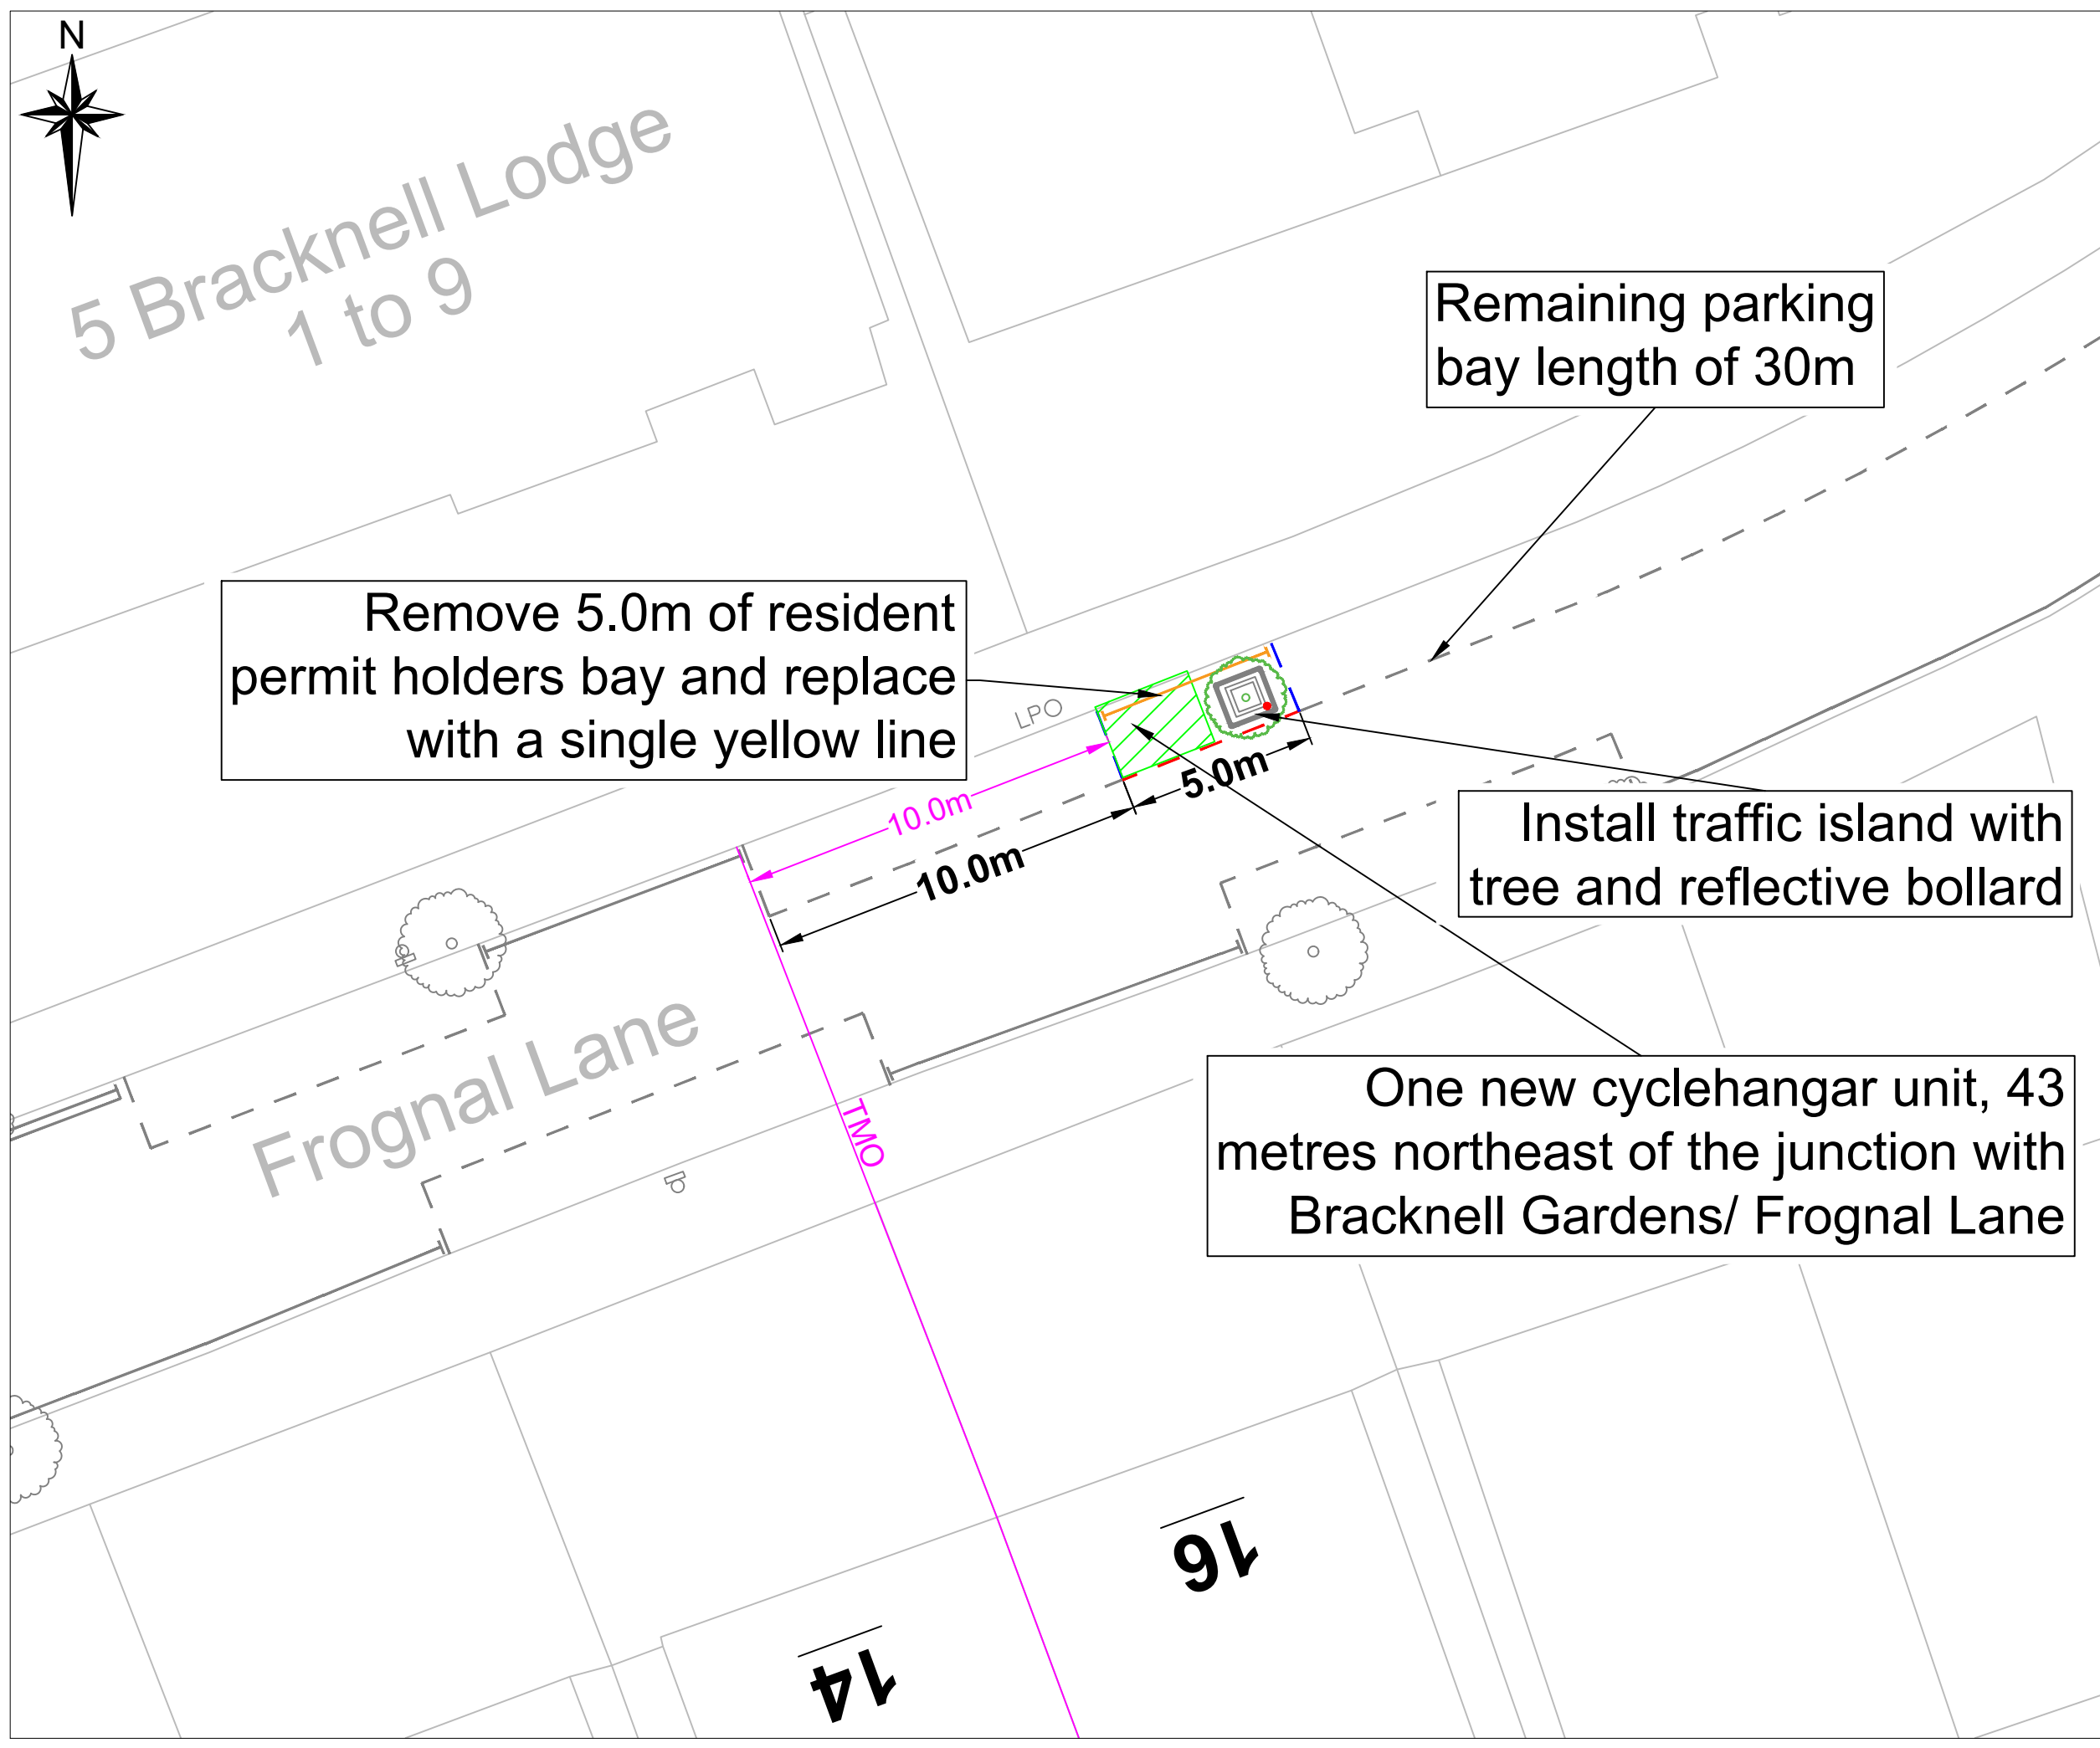 N
5 Bracknell Lodge
1 to 9
Remaining parking
bay length of 30m
Remove 5.0m of resident
permit holders bay and replace
with a single yellow line
LPO
5.0m
10.0m
10.0m
Install traffic island with
tree and reflective bollard
Frognal Lane
TMO
One new cyclehangar unit, 43
metres northeast of the junction with
Bracknell Gardens/ Frognal Lane
16
14